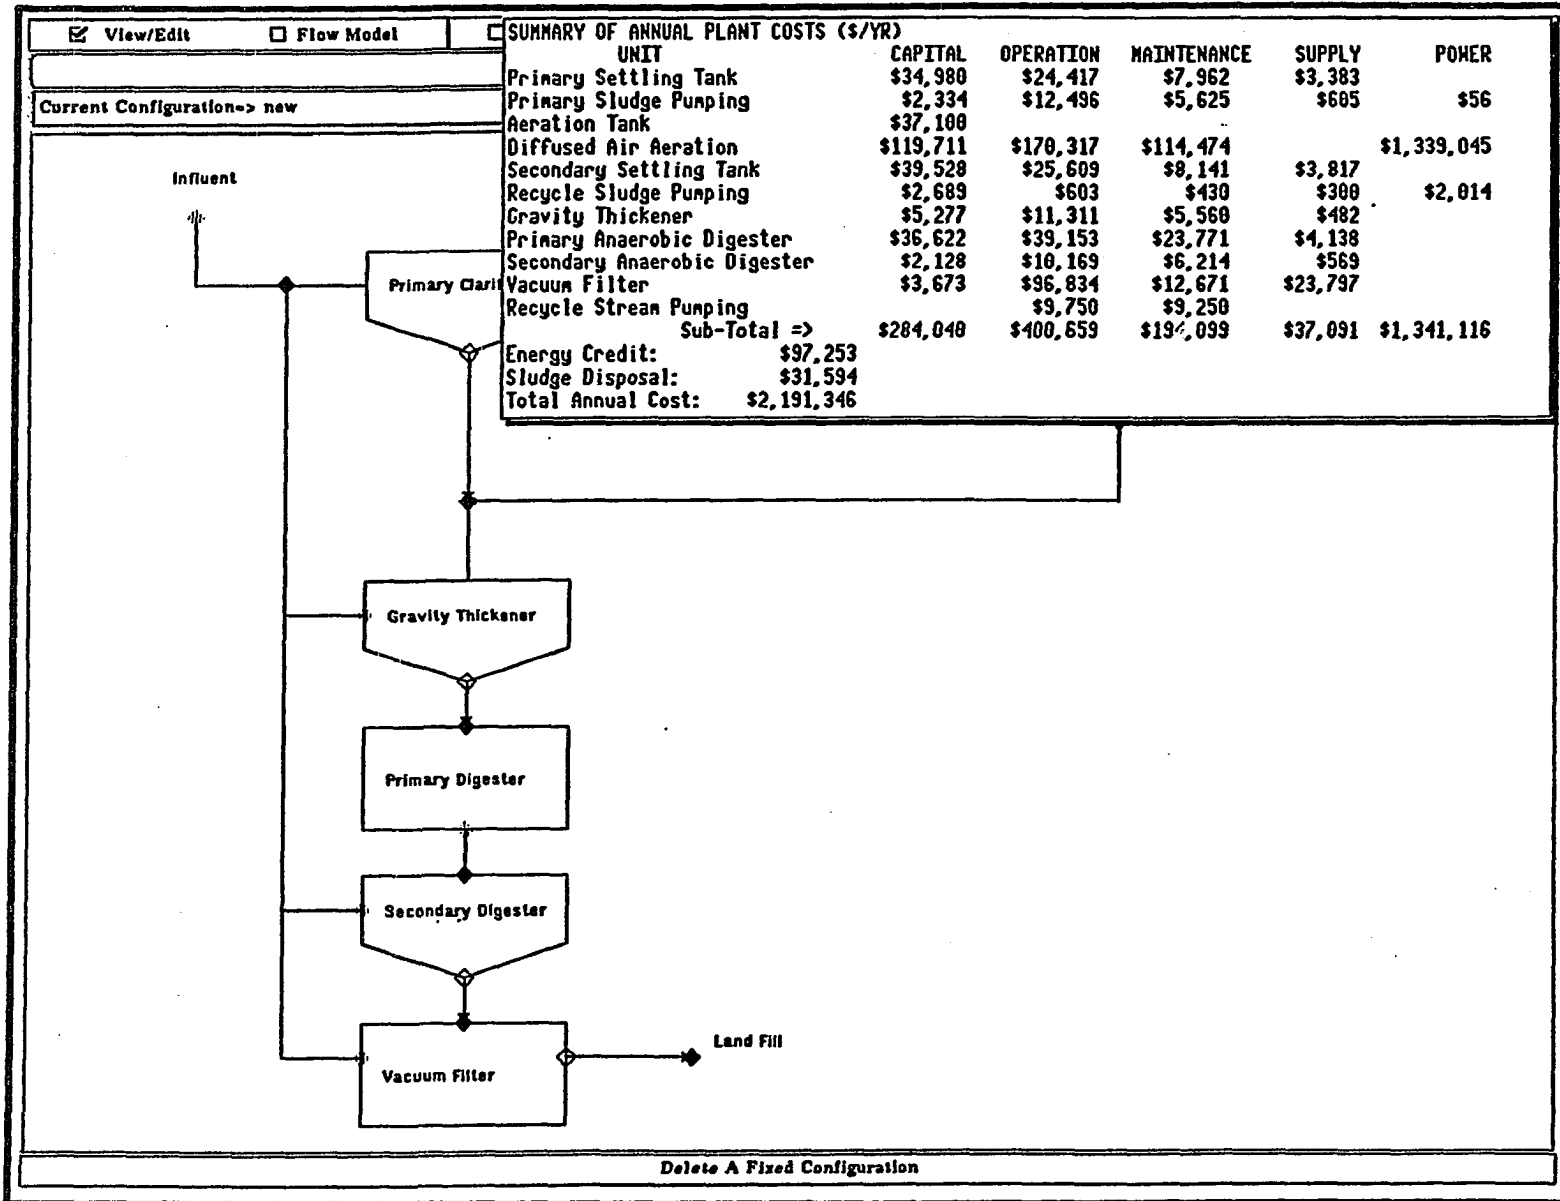 View/Edit Flow Model
Current Configuration=> new
SUMMARY OF ANNUAL PLANT COSTS ($/YR)
UNIT CAPITAL OPERATION MAINTENANCE SUPPLY POWER
Primary Settling Tank $34,980 $24,417 $7,962 $3,383
Primary Sludge Pumping $2,334 $12,496 $5,625 $605 $56
Aeration Tank $37,100
Diffused Air Aeration $119,711 $170,317 $114,474 $1,339,045
Secondary Settling Tank $39,528 $25,609 $8,141 $3,817
Recycle Sludge Pumping $2,689 $603 $430 $300 $2,014
Gravity Thickener $5,277 $11,311 $5,560 $482
Primary Anaerobic Digester $36,622 $39,153 $23,771 $4,138
Secondary Anaerobic Digester $2,128 $10,169 $6,214 $569
Vacuum Filter $3,673 $96,834 $12,671 $23,797
Recycle Stream Pumping $9,750 $9,250
Sub-Total => $284,040 $400,659 $194,099 $37,091 $1,341,116
Energy Credit: $97,253
Sludge Disposal: $31,594
Total Annual Cost: $2,191,346
Influent
Primary Clarif
Gravity Thickener
Primary Digester
Secondary Digester
Vacuum Filter
Land Fill
Delete A Fixed Configuration